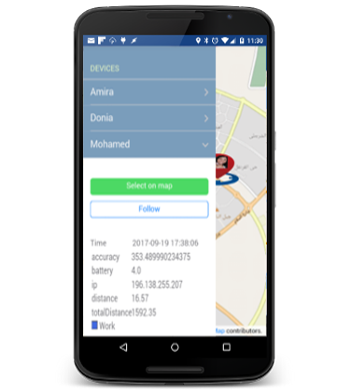 11:30
DEVICES
Amira
Donia
Mohamed
Select on map
Follow
Time 2017-09-19 17:38:06
accuracy 353.489990234375
battery 4.0
ip 196.138.255.207
distance 16.57
totalDistance1592.35
Work
Map contributors.